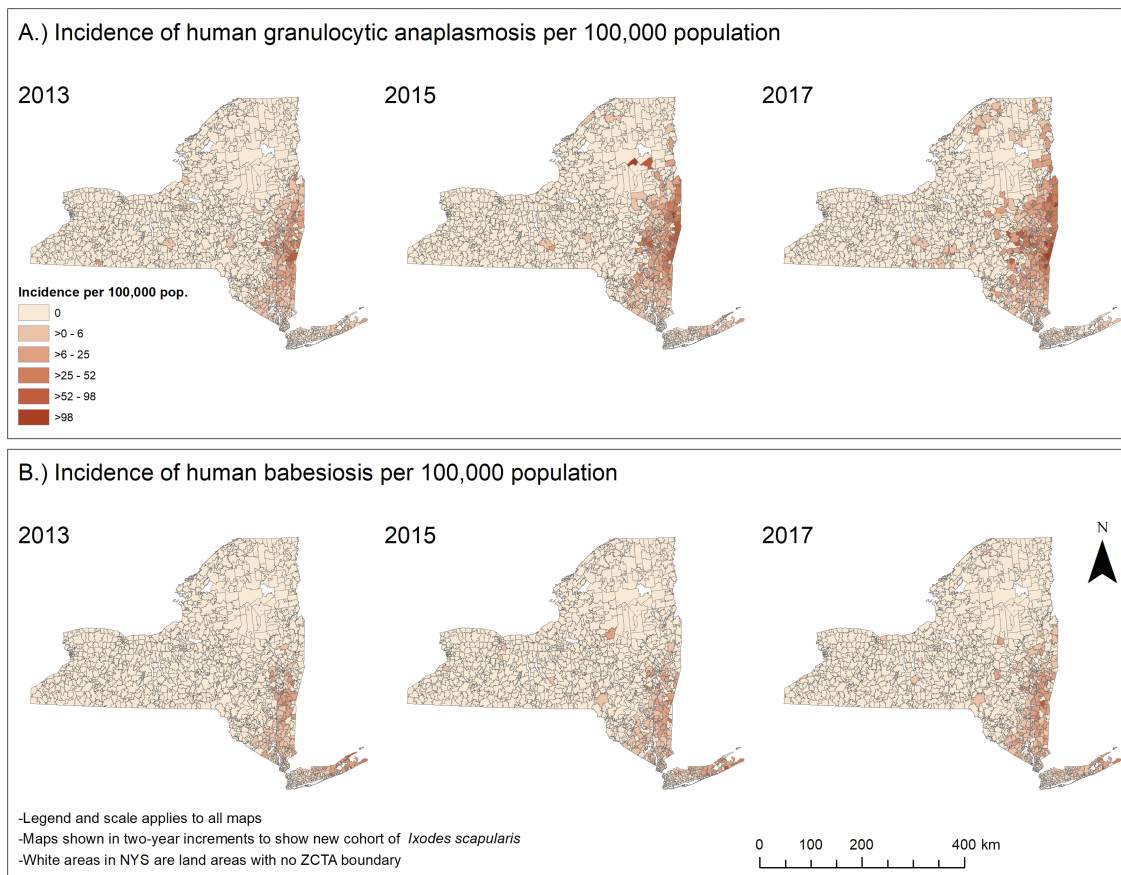 A.) Incidence of human granulocytic anaplasmosis per 100,000 population
2013
2015
2017
Incidence per 100,000 pop.
0
>0 - 6
>6 - 25
>25 - 52
>52 - 98
>98
B.) Incidence of human babesiosis per 100,000 population
2013
2015
2017
N
-Legend and scale applies to all maps
-Maps shown in two-year increments to show new cohort of Ixodes scapularis
-White areas in NYS are land areas with no ZCTA boundary
0 100 200 300 400 km